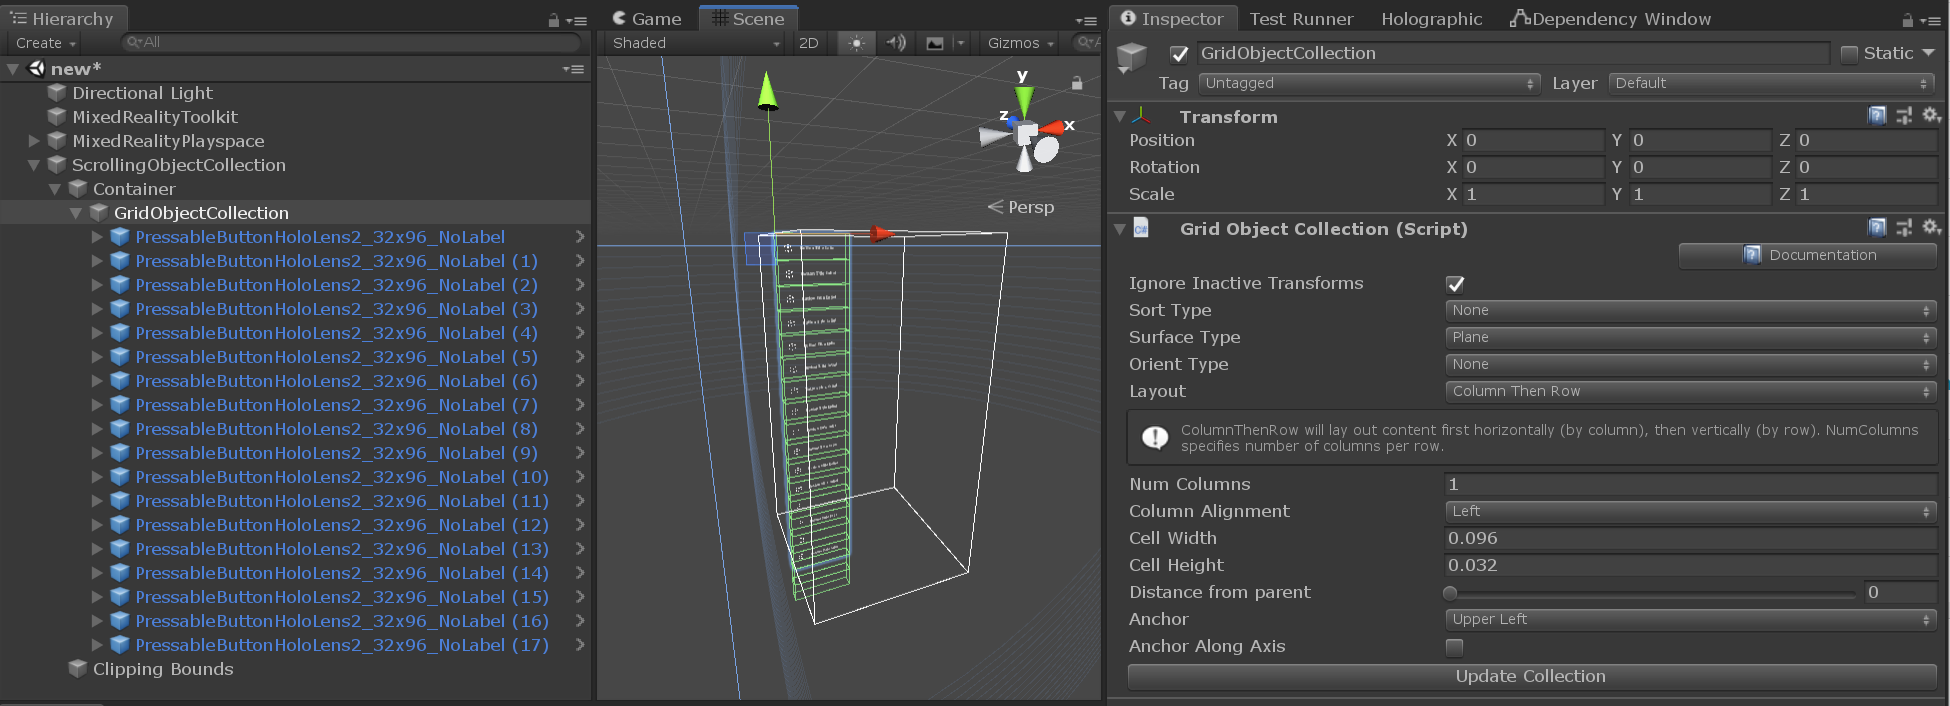 Hierarchy
Create
All
new*
Directional Light
MixedRealityToolkit
MixedRealityPlayspace
ScrollingObjectCollection
Container
GridObjectCollection
PressableButtonHoloLens2_32x96_NoLabel
PressableButtonHoloLens2_32x96_NoLabel (1)
PressableButtonHoloLens2_32x96_NoLabel (2)
PressableButtonHoloLens2_32x96_NoLabel (3)
PressableButtonHoloLens2_32x96_NoLabel (4)
PressableButtonHoloLens2_32x96_NoLabel (5)
PressableButtonHoloLens2_32x96_NoLabel (6)
PressableButtonHoloLens2_32x96_NoLabel (7)
PressableButtonHoloLens2_32x96_NoLabel (8)
PressableButtonHoloLens2_32x96_NoLabel (9)
PressableButtonHoloLens2_32x96_NoLabel (10)
PressableButtonHoloLens2_32x96_NoLabel (11)
PressableButtonHoloLens2_32x96_NoLabel (12)
PressableButtonHoloLens2_32x96_NoLabel (13)
PressableButtonHoloLens2_32x96_NoLabel (14)
PressableButtonHoloLens2_32x96_NoLabel (15)
PressableButtonHoloLens2_32x96_NoLabel (16)
PressableButtonHoloLens2_32x96_NoLabel (17)
Clipping Bounds
Game Scene
Shaded 2D Gizmos
y
z x
Persp
Inspector Test Runner Holographic Dependency Window
GridObjectCollection Static
Tag Untagged Layer Default
Transform
Position X 0 Y 0 Z 0
Rotation X 0 Y 0 Z 0
Scale X 1 Y 1 Z 1
C# Grid Object Collection (Script)
Documentation
Ignore Inactive Transforms
Sort Type None
Surface Type Plane
Orient Type None
Layout Column Then Row
ColumnThenRow will lay out content first horizontally (by column), then vertically (by row). NumColumns
specifies number of columns per row.
Num Columns 1
Column Alignment Left
Cell Width 0.096
Cell Height 0.032
Distance from parent 0
Anchor Upper Left
Anchor Along Axis
Update Collection